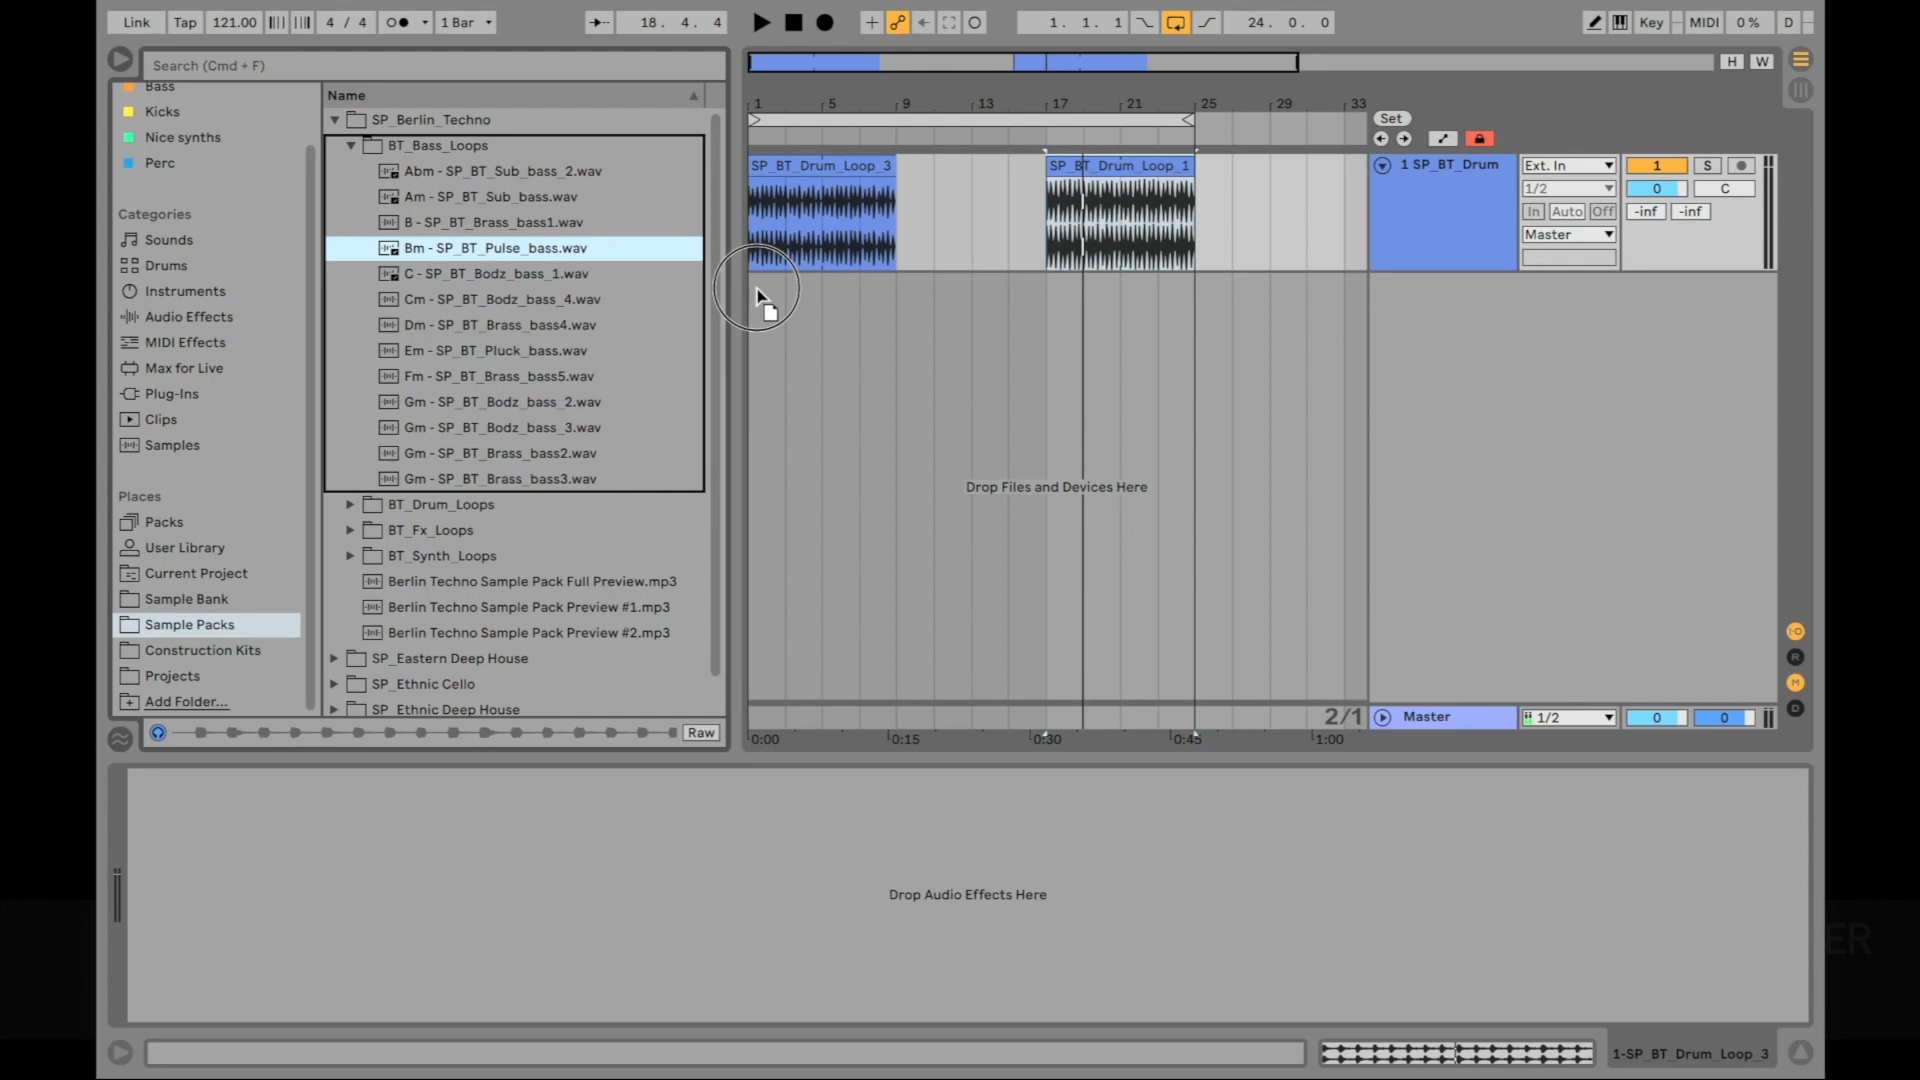 Link Tap 121.00 4 / 4 1 Bar 18. 4. 4 1. 1. 1 24. 0. 0 Key MIDI 0 % D
Search (Cmd + F) H W
Bass
Kicks
Nice synths
Perc
Categories
Sounds
Drums
Instruments
Audio Effects
MIDI Effects
Max for Live
Plug-Ins
Clips
Samples
Places
Packs
User Library
Current Project
Sample Bank
Sample Packs
Construction Kits
Projects
Add Folder...
Name
SP_Berlin_Techno
BT_Bass_Loops
Abm - SP_BT_Sub_bass_2.wav
Am - SP_BT_Sub_bass.wav
B - SP_BT_Brass_bass1.wav
Bm - SP_BT_Pulse_bass.wav
C - SP_BT_Bodz_bass_1.wav
Cm - SP_BT_Bodz_bass_4.wav
Dm - SP_BT_Brass_bass4.wav
Em - SP_BT_Pluck_bass.wav
Fm - SP_BT_Brass_bass5.wav
Gm - SP_BT_Bodz_bass_2.wav
Gm - SP_BT_Bodz_bass_3.wav
Gm - SP_BT_Brass_bass2.wav
Gm - SP_BT_Brass_bass3.wav
BT_Drum_Loops
BT_Fx_Loops
BT_Synth_Loops
Berlin Techno Sample Pack Full Preview.mp3
Berlin Techno Sample Pack Preview #1.mp3
Berlin Techno Sample Pack Preview #2.mp3
SP_Eastern Deep House
SP_Ethnic Cello
SP_Ethnic Deep House
Raw
1 5 9 13 17 21 25 29 33
Set
SP_BT_Drum_Loop_3 SP_BT_Drum_Loop_1
1 SP_BT_Drum Ext. In 1 S
1/2 0 C
In Auto Off -inf -inf
Master
Drop Files and Devices Here
I·O
R
M
D
2/1 Master 1/2 0 0
0:00 0:15 0:30 0:45 1:00
Drop Audio Effects Here
ER
1-SP_BT_Drum_Loop_3